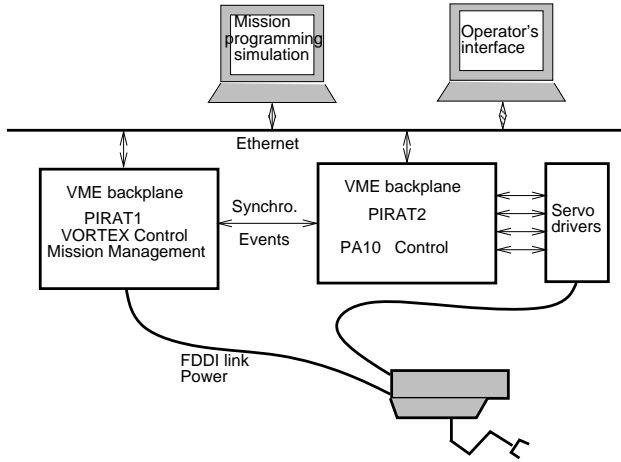 Mission
programming
simulation
Operator's
interface
Ethernet
VME backplane
PIRAT1
VORTEX Control
Mission Management
Synchro.
Events
VME backplane
PIRAT2
PA10 Control
Servo
drivers
FDDI link
Power